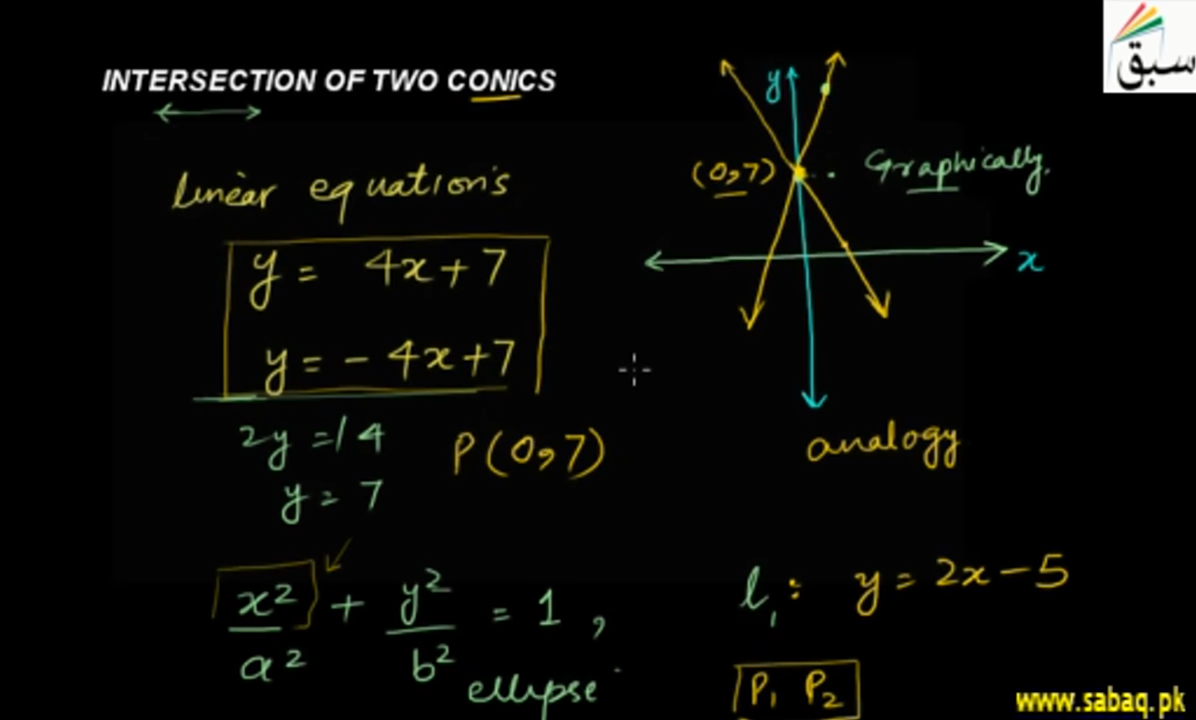 سبق
INTERSECTION OF TWO CONICS
linear equations
y = 4x + 7
y = - 4x + 7
2y = 14
y = 7
P (0,7)
y
(0,7)
Graphically.
x
analogy
x² / a² + y² / b² = 1 ,
ellipse
l₁ : y = 2x - 5
P₁ P₂
www.sabaq.pk